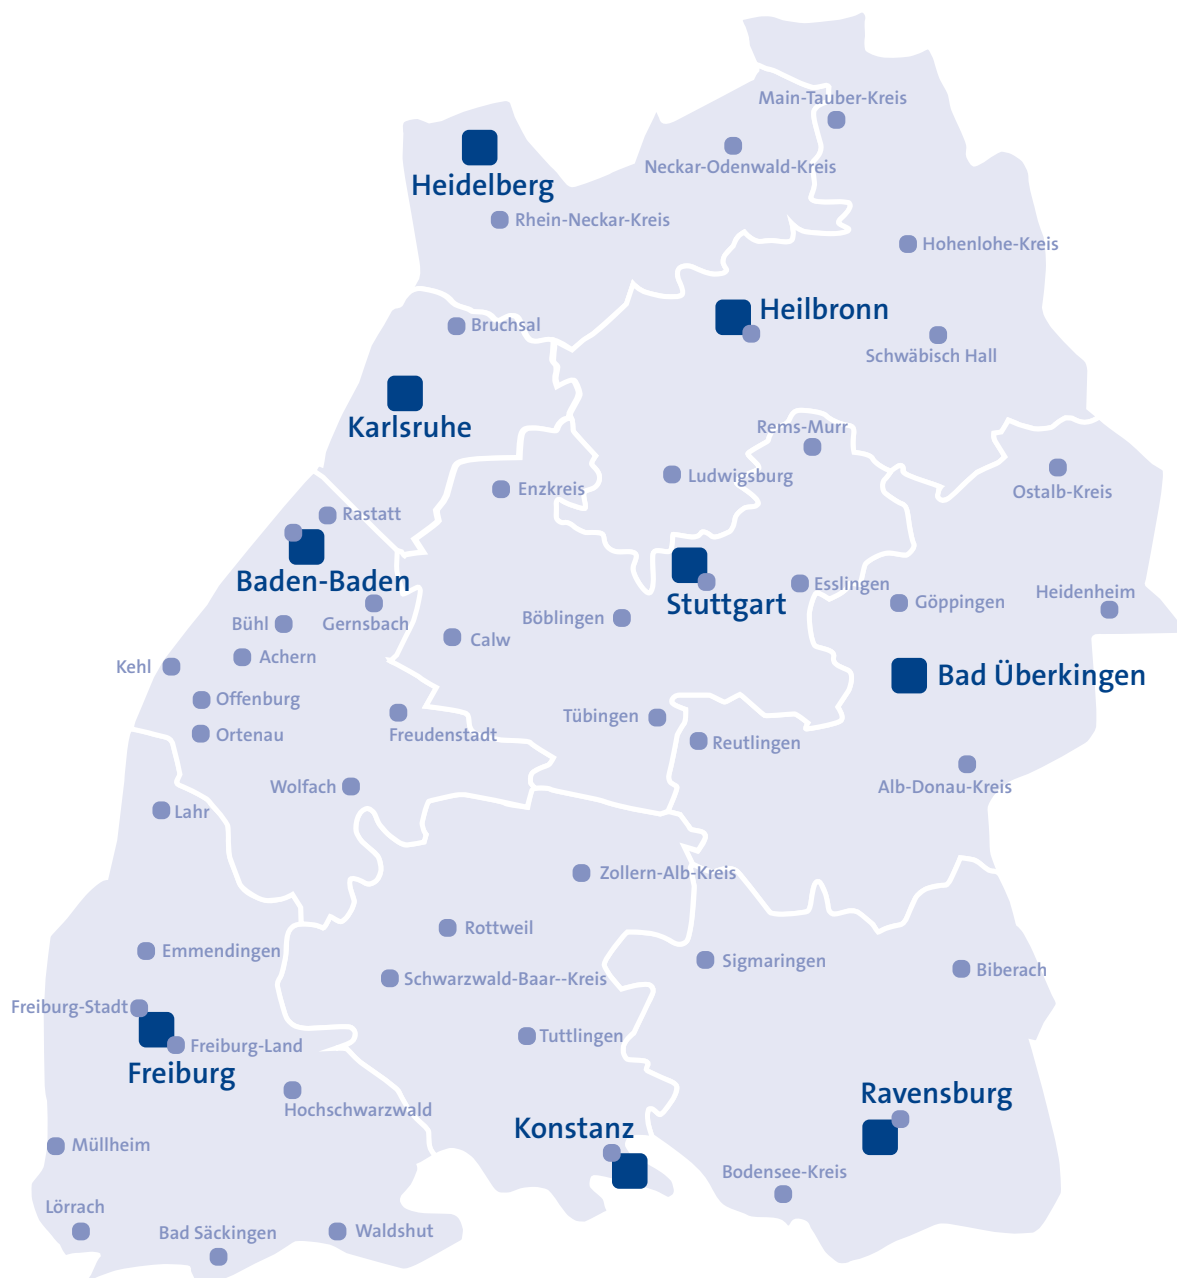 Main-Tauber-Kreis
Neckar-Odenwald-Kreis
Heidelberg
Rhein-Neckar-Kreis
Hohenlohe-Kreis
Heilbronn
Bruchsal
Schwäbisch Hall
Karlsruhe
Rems-Murr
Ludwigsburg
Enzkreis
Ostalb-Kreis
Rastatt
Baden-Baden
Esslingen
Heidenheim
Göppingen
Stuttgart
Böblingen
Bühl
Gernsbach
Calw
Achern
Kehl
Bad Überkingen
Offenburg
Tübingen
Ortenau
Freudenstadt
Reutlingen
Wolfach
Alb-Donau-Kreis
Lahr
Zollern-Alb-Kreis
Rottweil
Emmendingen
Sigmaringen
Biberach
Schwarzwald-Baar--Kreis
Freiburg-Stadt
Tuttlingen
Freiburg-Land
Freiburg
Ravensburg
Hochschwarzwald
Konstanz
Müllheim
Bodensee-Kreis
Lörrach
Bad Säckingen
Waldshut